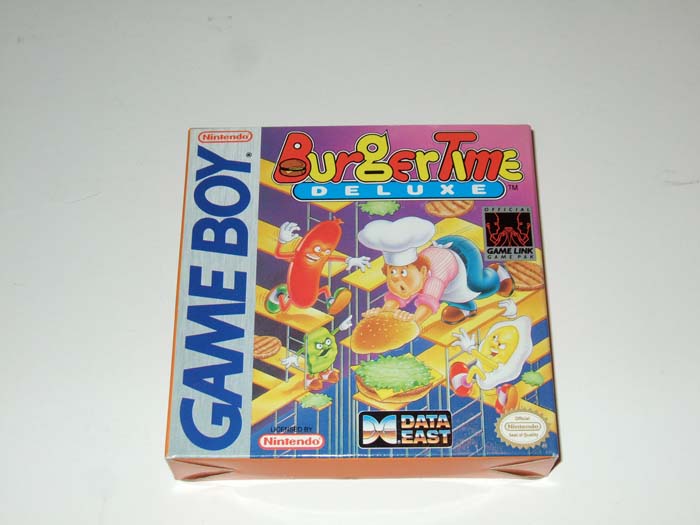 Nintendo
GAME BOY
BurgerTime
DELUXE
TM
OFFICIAL
GAME LINK
GAME PAK
LICENSED BY
Nintendo
DATA
EAST
Official
Nintendo
Seal of Quality